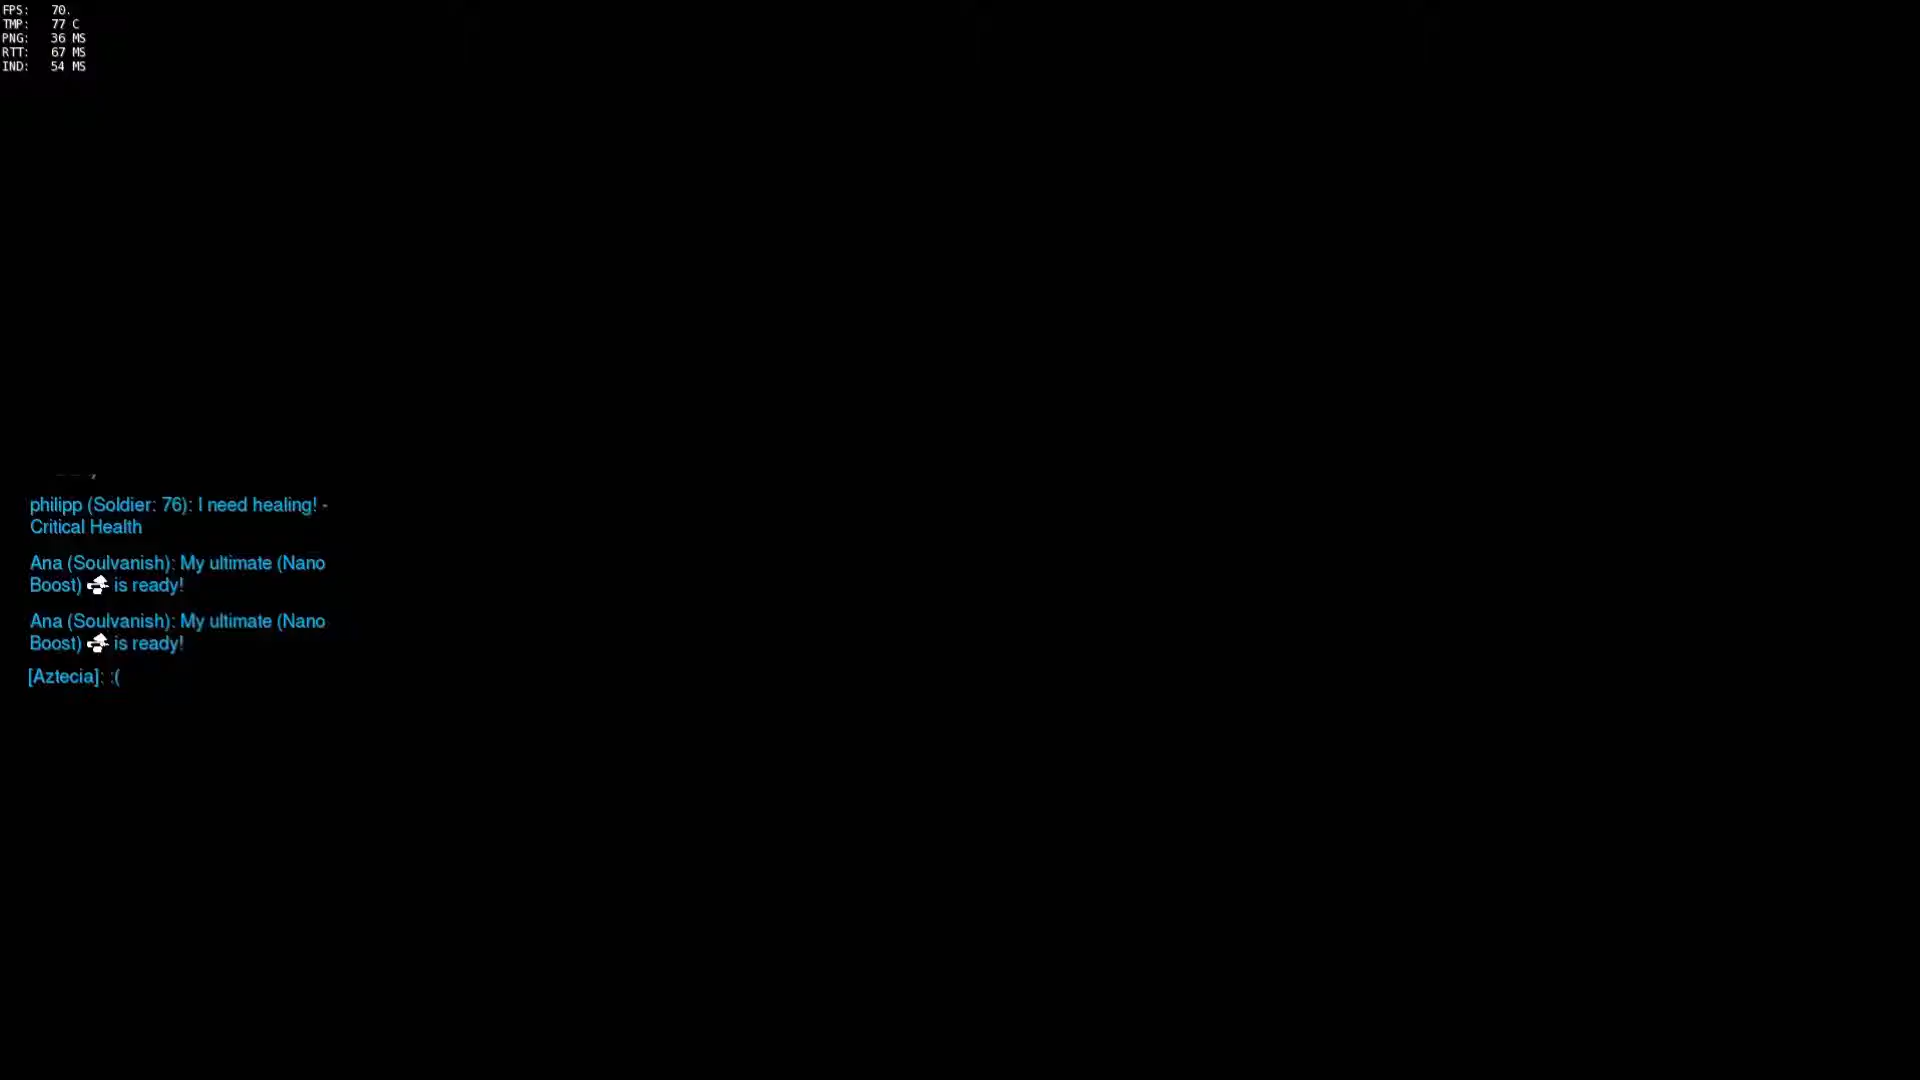 FPS: 70.
TMP: 77 C
PNG: 36 MS
RTT: 67 MS
IND: 54 MS
philipp (Soldier: 76): I need healing! -
Critical Health
Ana (Soulvanish): My ultimate (Nano
Boost) is ready!
Ana (Soulvanish): My ultimate (Nano
Boost) is ready!
[Aztecia]: :(